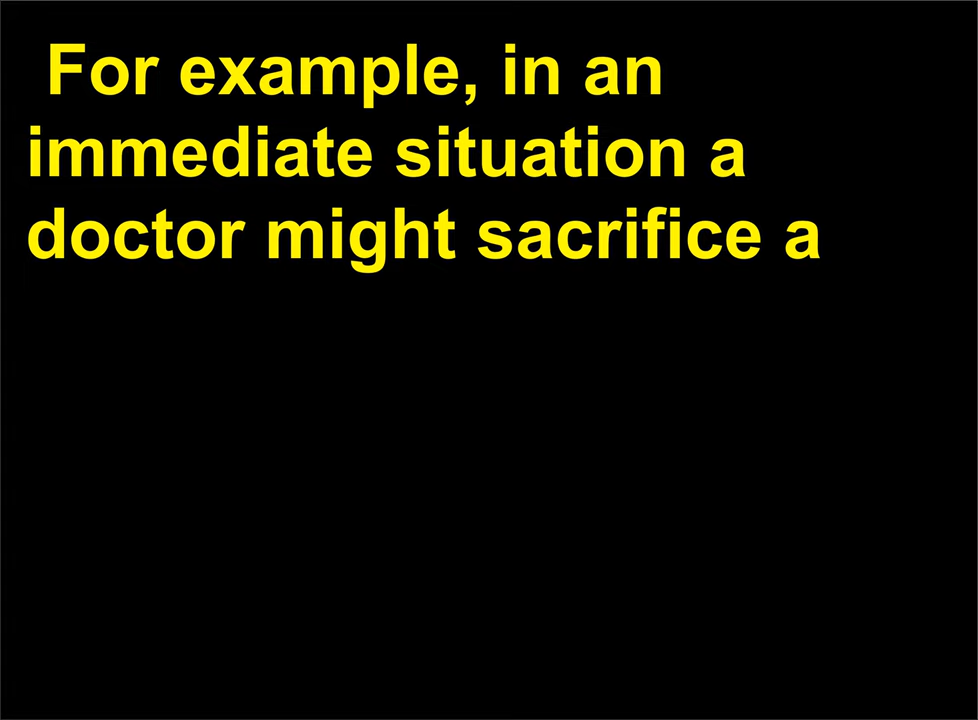 For example, in an
immediate situation a
doctor might sacrifice a